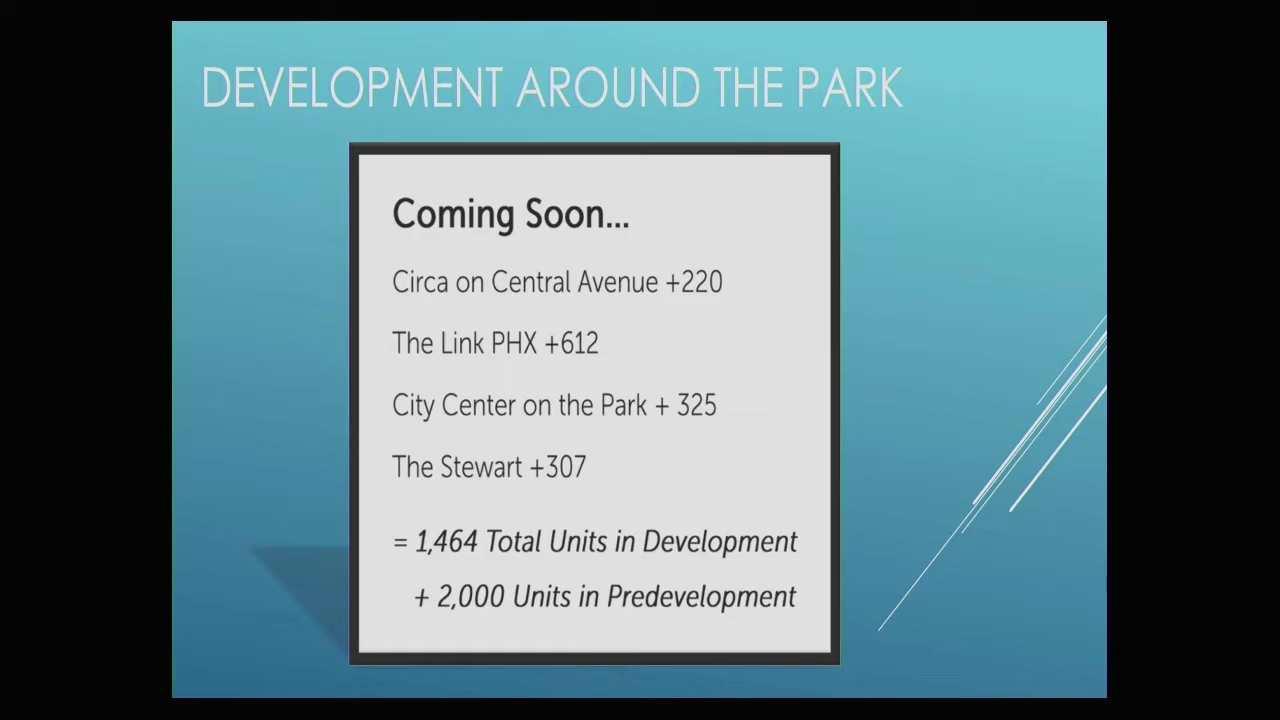 DEVELOPMENT AROUND THE PARK
Coming Soon...
Circa on Central Avenue +220
The Link PHX +612
City Center on the Park + 325
The Stewart +307
= 1,464 Total Units in Development
+ 2,000 Units in Predevelopment